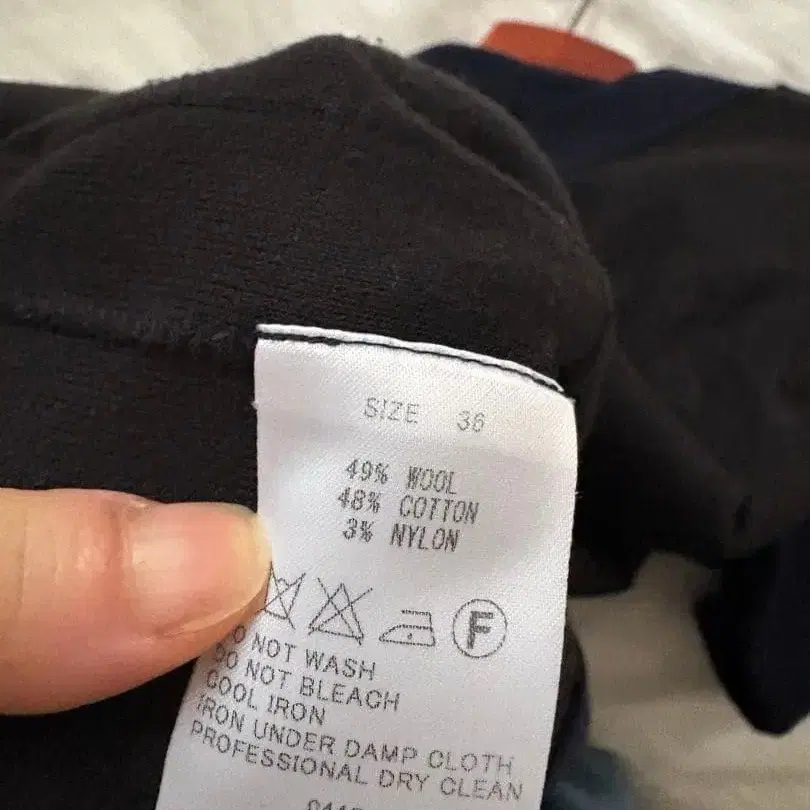 SIZE 36
49% WOOL
48% COTTON
3% NYLON
F
DO NOT WASH
DO NOT BLEACH
COOL IRON
IRON UNDER DAMP CLOTH
PROFESSIONAL DRY CLEAN